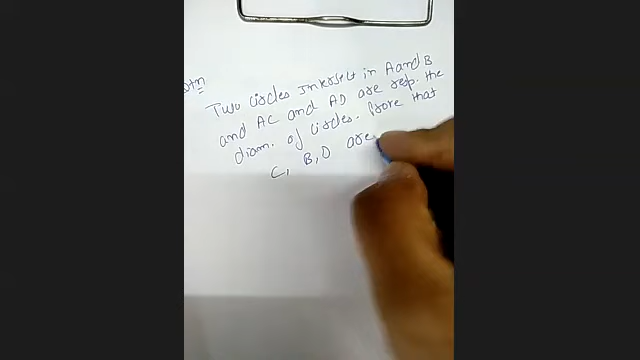 Qtn
Two circles Intersect in A and B
and AC and AD are resp. the
diam. of circles. Prove that
C, B, D are